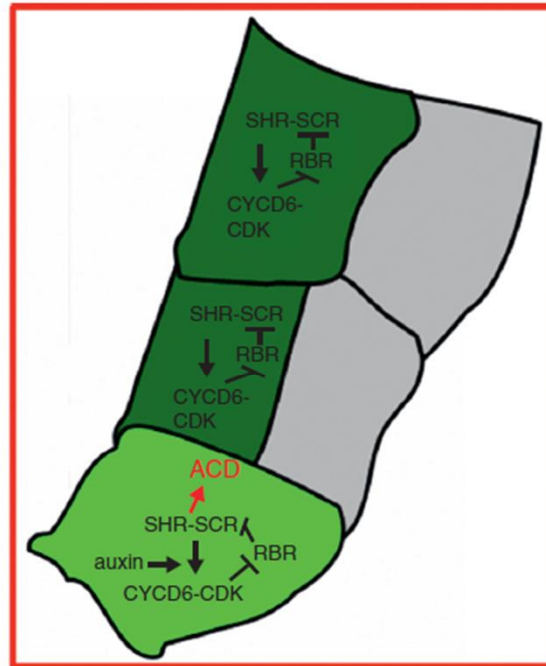 SHR-SCR
RBR
CYCD6-
CDK
SHR-SCR
RBR
CYCD6-
CDK
ACD
SHR-SCR
RBR
auxin
CYCD6-CDK